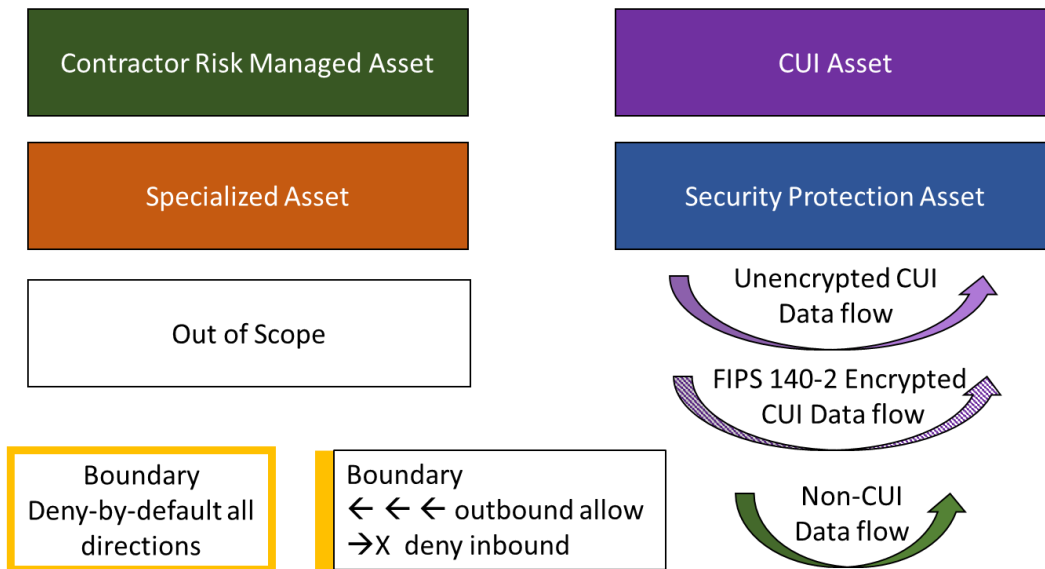 Contractor Risk Managed Asset
CUI Asset
Specialized Asset
Security Protection Asset
Out of Scope
Unencrypted CUI
Data flow
FIPS 140-2 Encrypted
CUI Data flow
Boundary
Deny-by-default all
directions
Boundary
← ← ← outbound allow
→X deny inbound
Non-CUI
Data flow